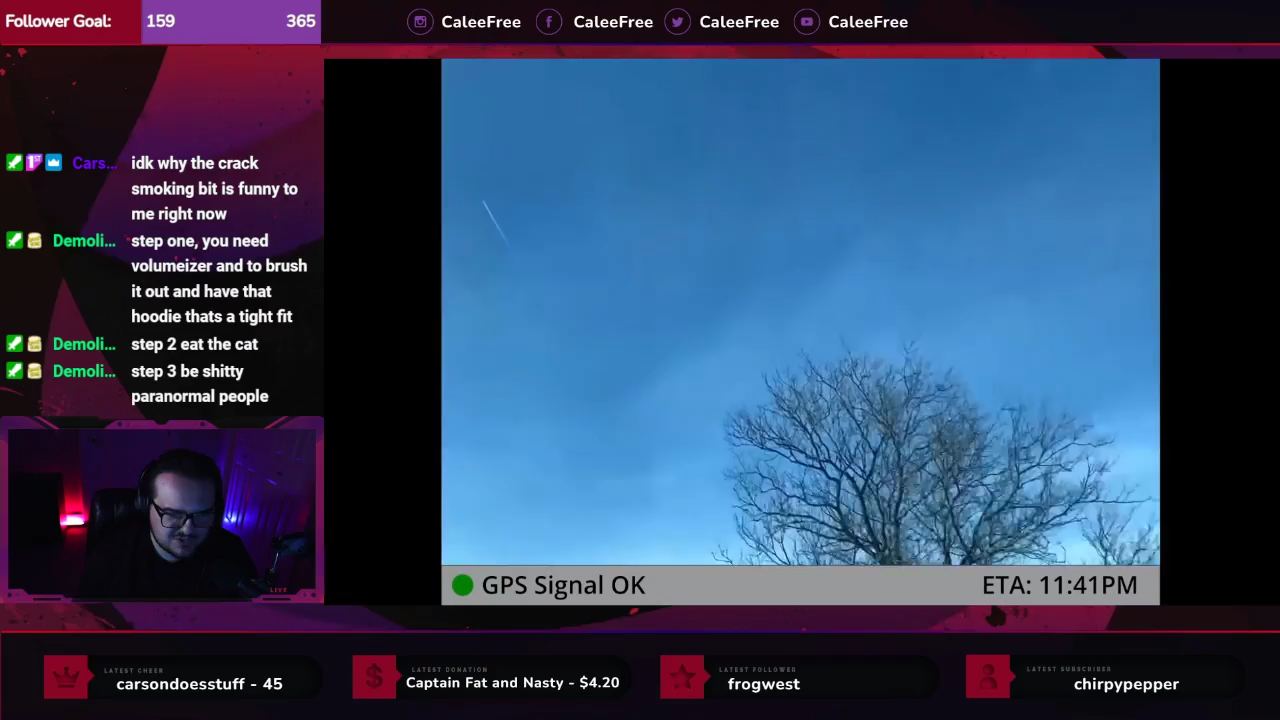 Follower Goal: 159 365
CaleeFree CaleeFree CaleeFree CaleeFree
Cars... idk why the crack
smoking bit is funny to
me right now
Demoli... step one, you need
volumeizer and to brush
it out and have that
hoodie thats a tight fit
Demoli... step 2 eat the cat
Demoli... step 3 be shitty
paranormal people
LIVE
GPS Signal OK ETA: 11:41PM
LATEST CHEER
carsondoesstuff - 45
LATEST DONATION
Captain Fat and Nasty - $4.20
LATEST FOLLOWER
frogwest
LATEST SUBSCRIBER
chirpypepper